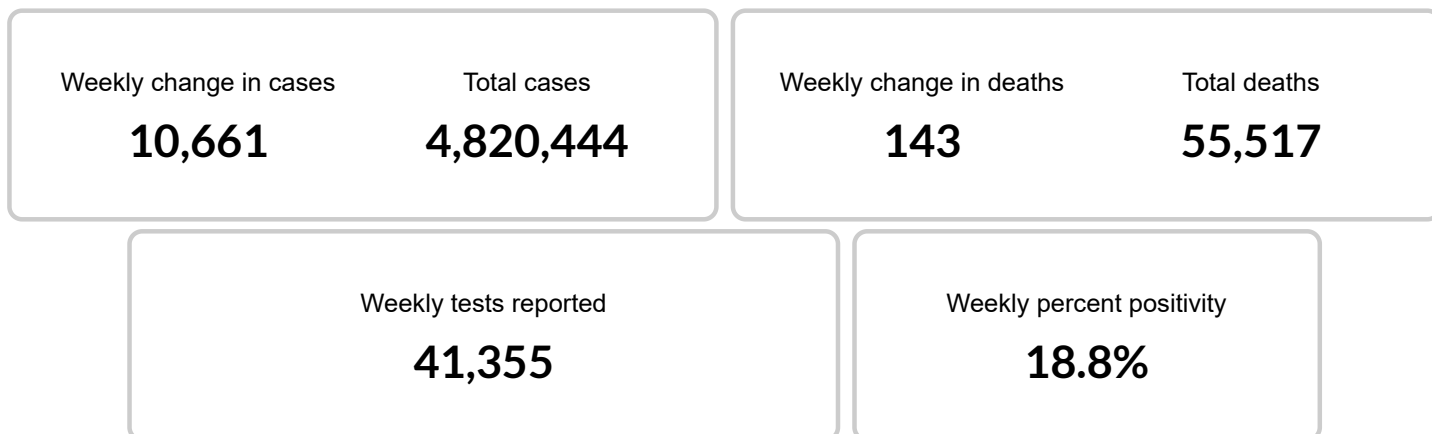 Weekly change in cases
Total cases
10,661
4,820,444
Weekly change in deaths
Total deaths
143
55,517
Weekly tests reported
41,355
Weekly percent positivity
18.8%